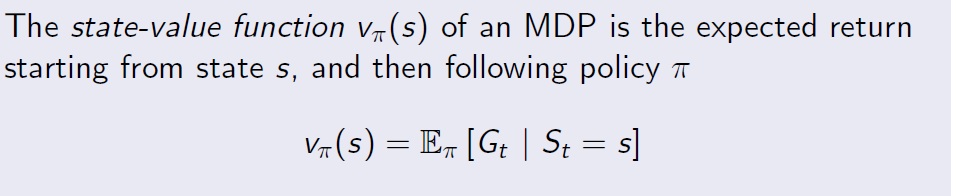 The state-value function vπ(s) of an MDP is the expected return
starting from state s, and then following policy π
vπ(s) = 𝔼π [Gt | St = s]